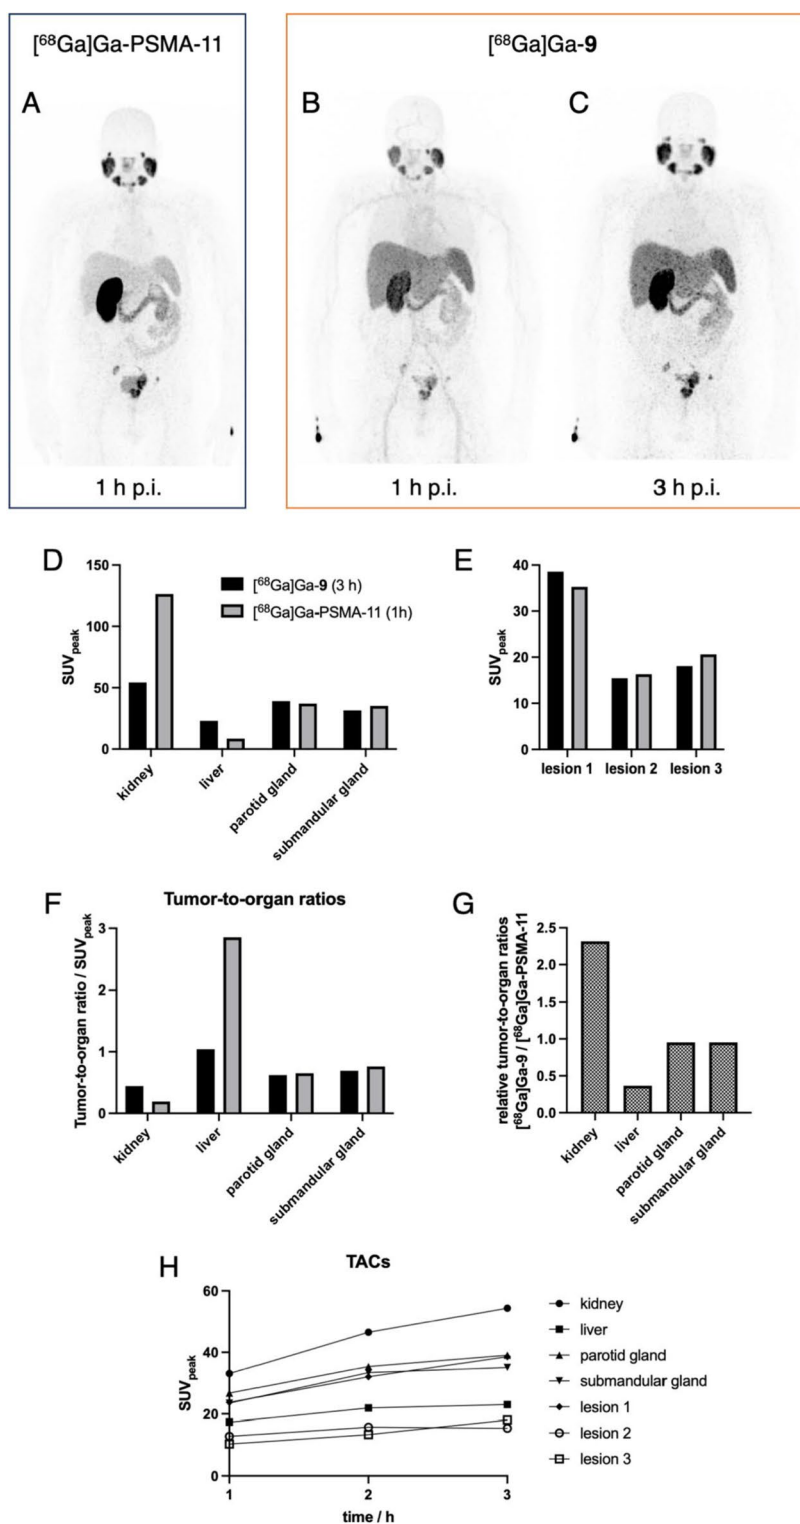 [⁶⁸Ga]Ga-PSMA-11
[⁶⁸Ga]Ga-9
A
B
C
1 h p.i.
1 h p.i.
3 h p.i.
D
150
100
50
0
SUVpeak
[⁶⁸Ga]Ga-9 (3 h)
[⁶⁸Ga]Ga-PSMA-11 (1h)
kidney
liver
parotid gland
submandular gland
E
40
30
20
10
0
SUVpeak
lesion 1
lesion 2
lesion 3
F
Tumor-to-organ ratios
Tumor-to-organ ratio / SUVpeak
3
2
1
0
kidney
liver
parotid gland
submandular gland
G
relative tumor-to-organ ratios
[⁶⁸Ga]Ga-9 / [⁶⁸Ga]Ga-PSMA-11
2.5
2.0
1.5
1.0
0.5
0.0
kidney
liver
parotid gland
submandular gland
H
TACs
SUVpeak
60
40
20
0
1
2
3
time / h
kidney
liver
parotid gland
submandular gland
lesion 1
lesion 2
lesion 3